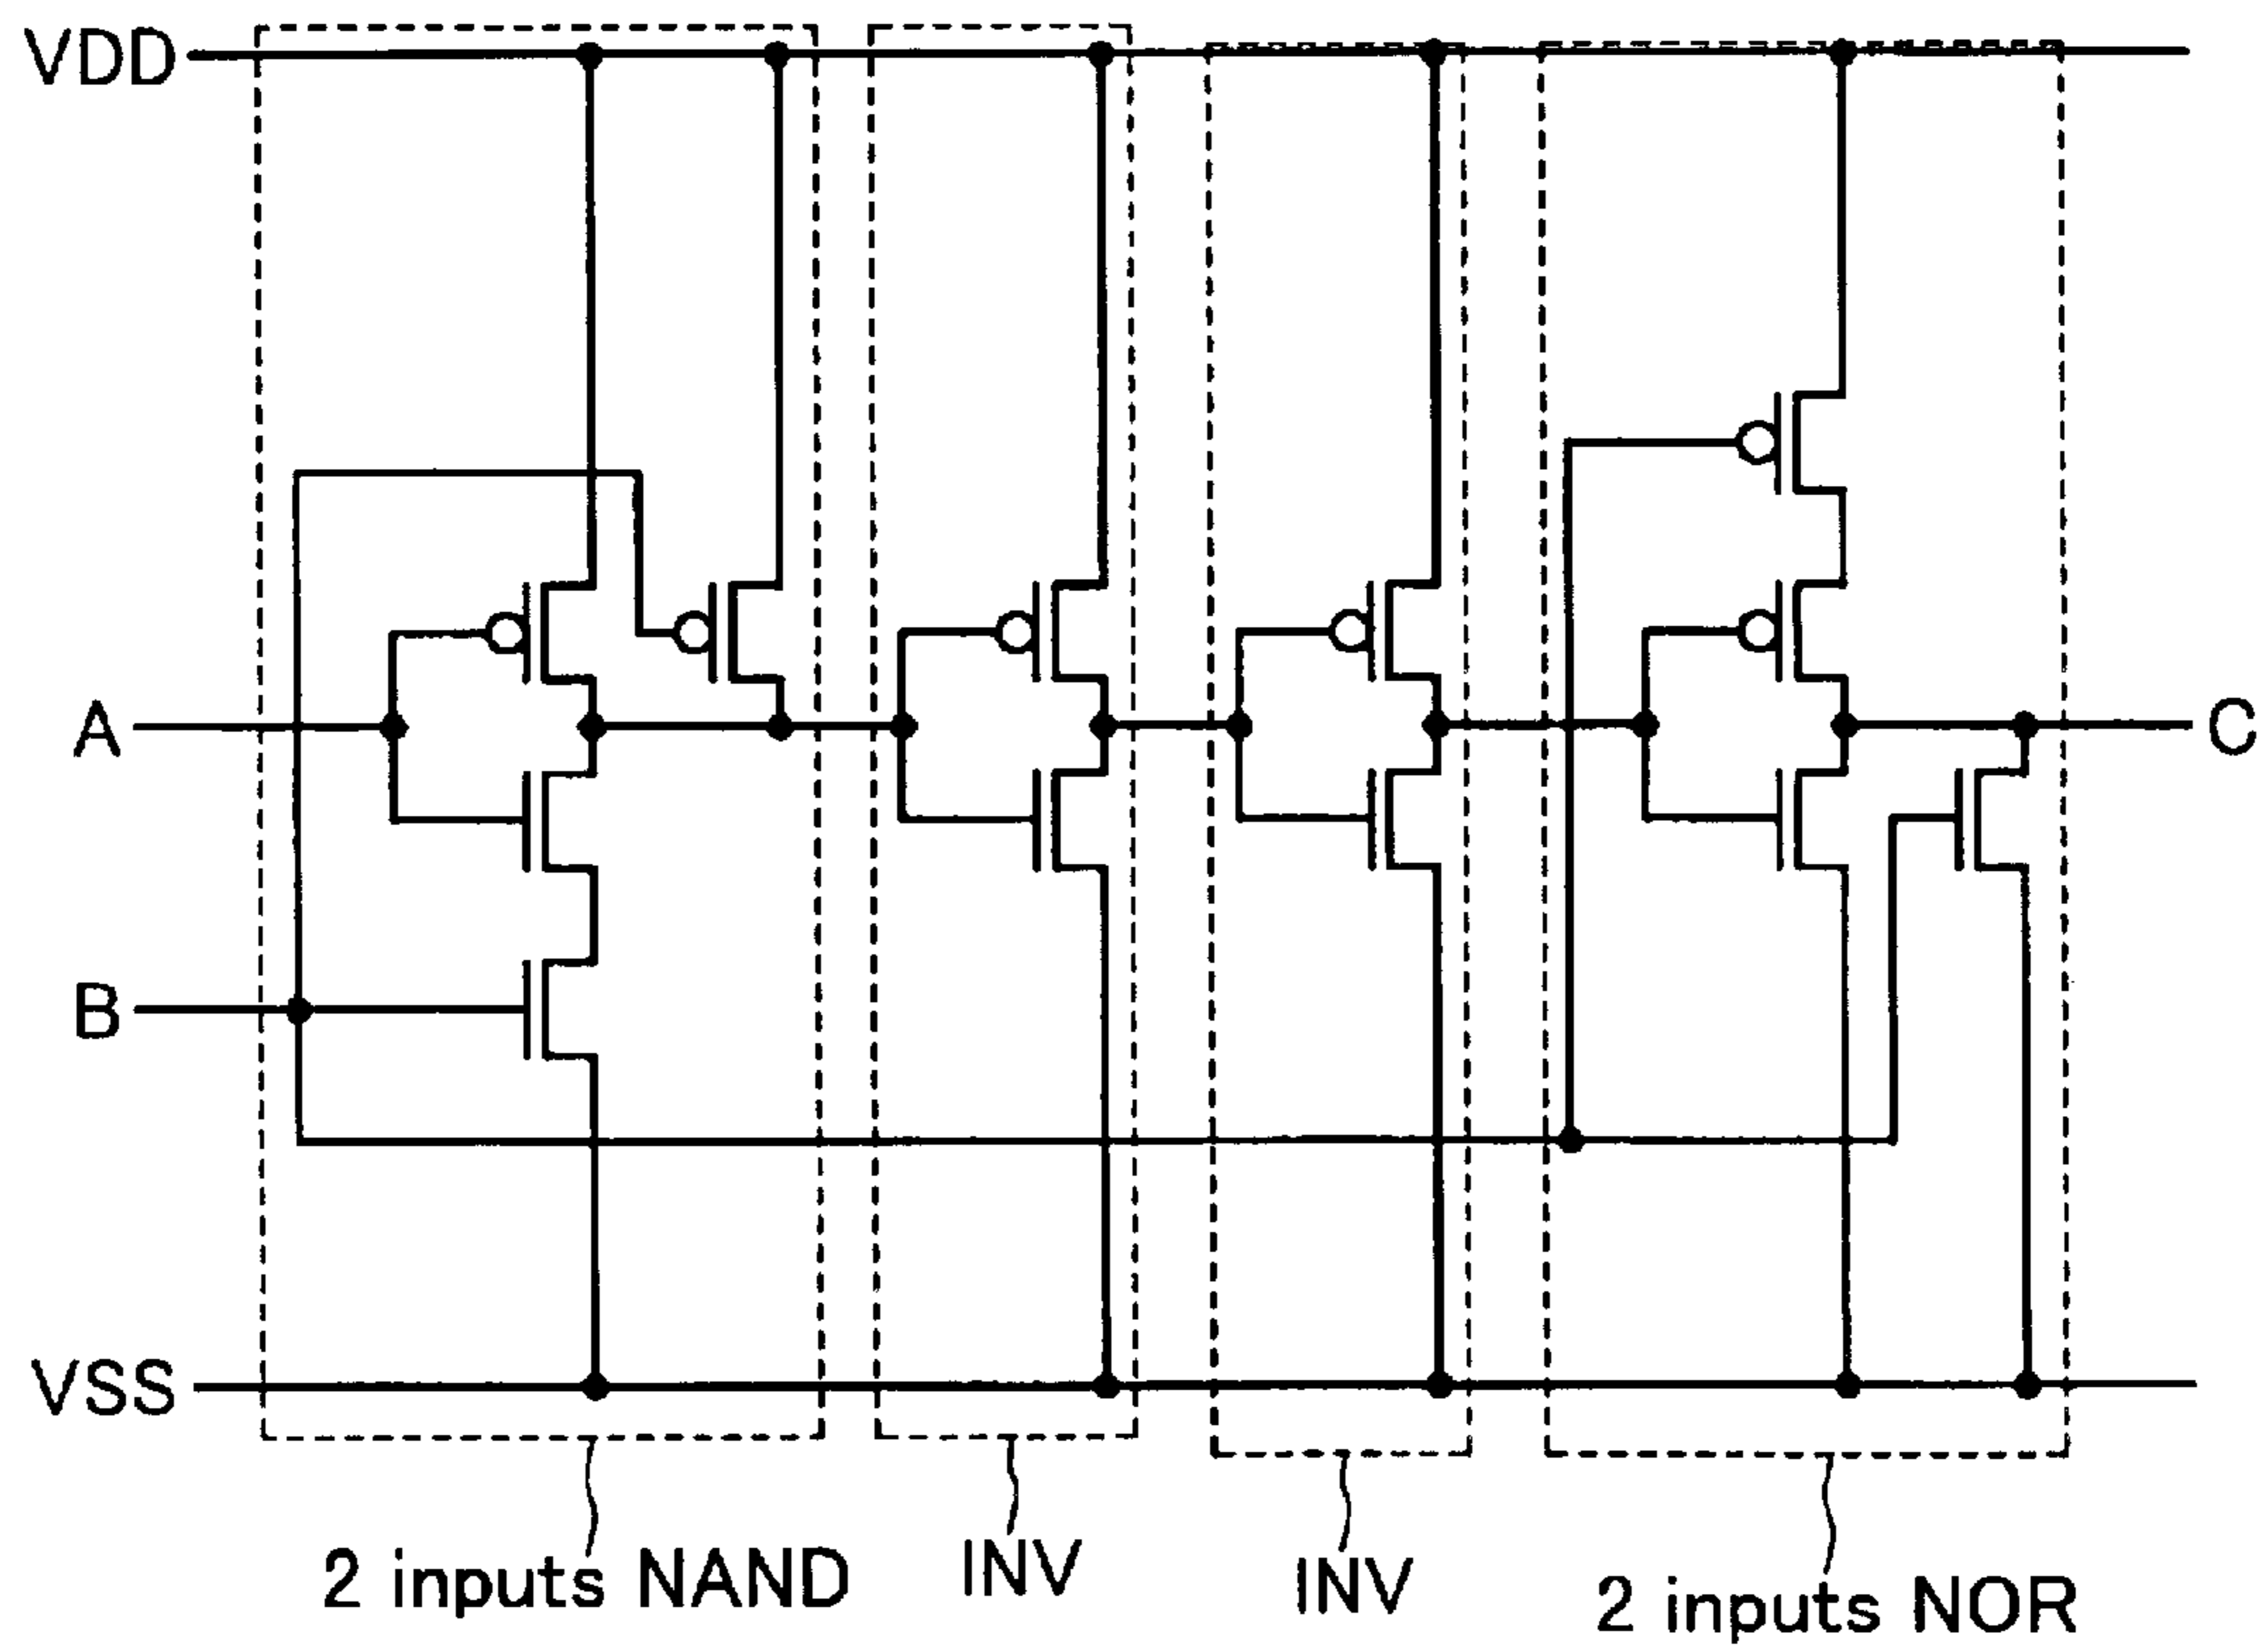 VDD
A
C
B
VSS
2 inputs NAND
INV
INV
2 inputs NOR